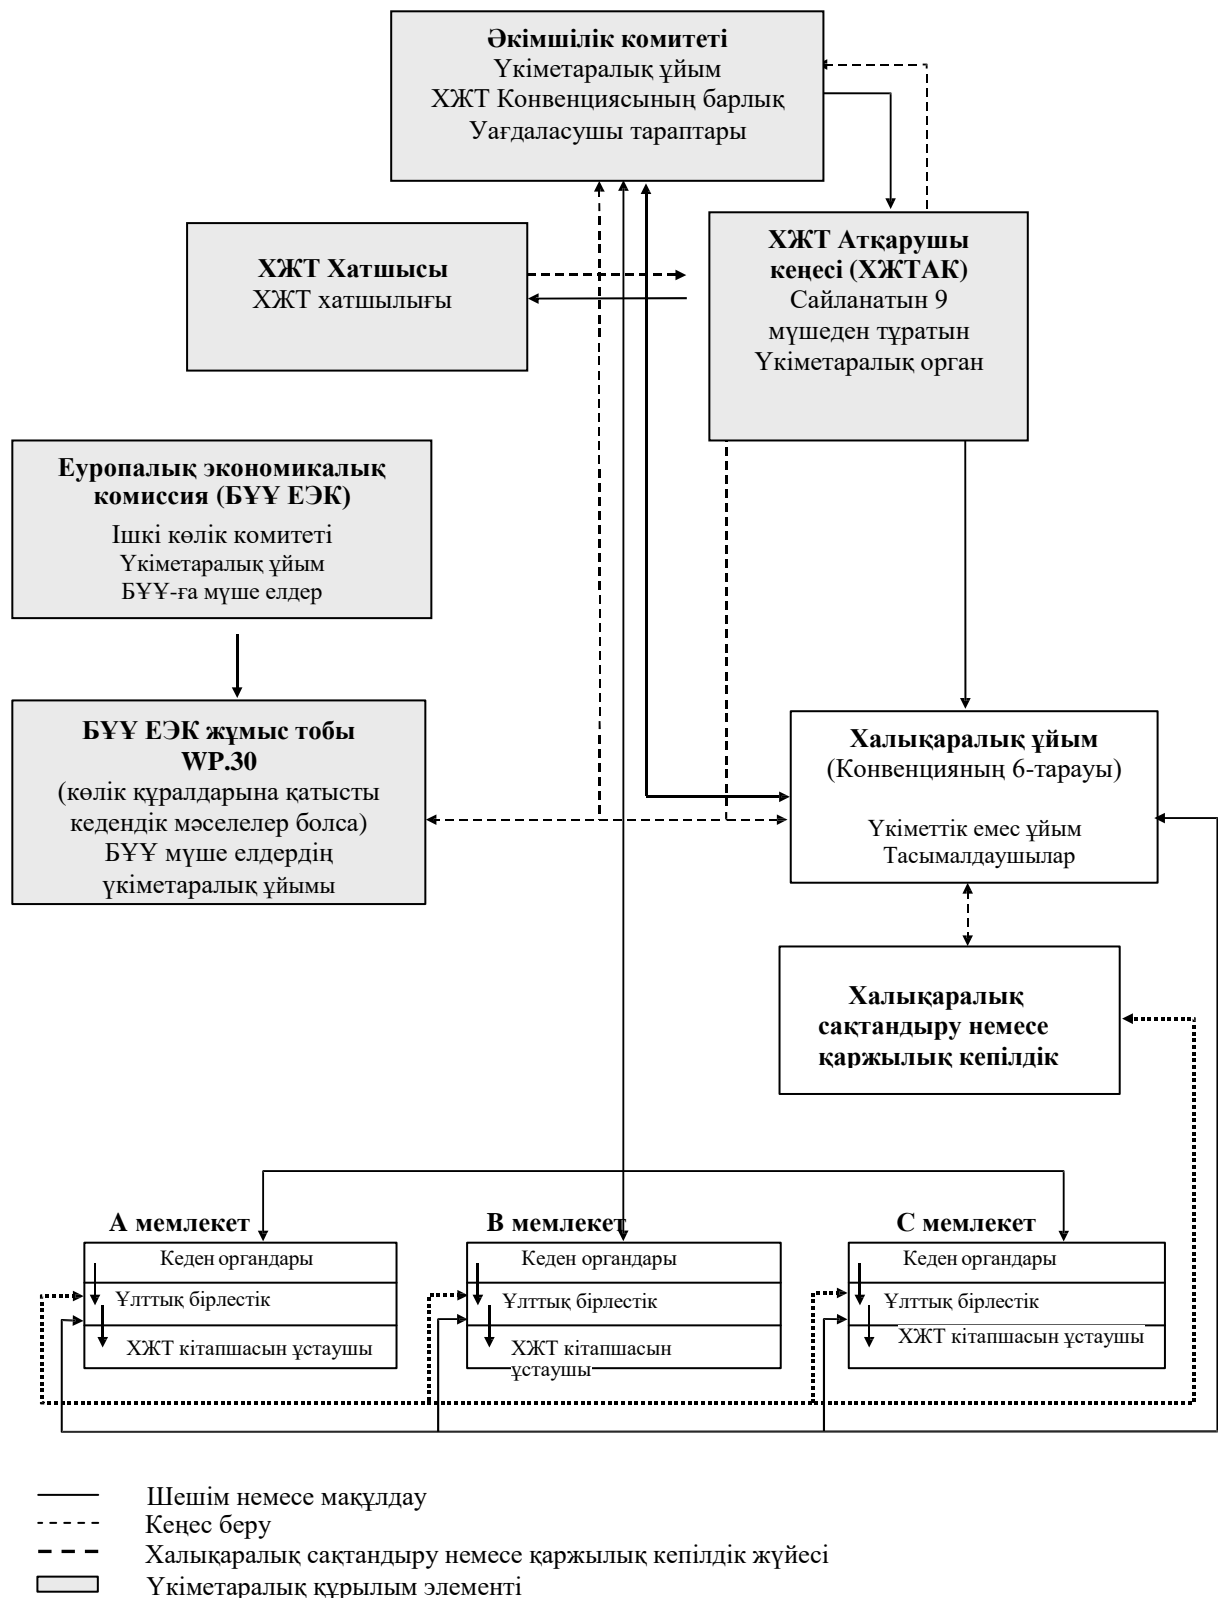 Әкімшілік комитеті
Үкіметаралық ұйым
ХЖТ Конвенциясының барлық
Уағдаласушы тараптары
ХЖТ Хатшысы
ХЖТ хатшылығы
ХЖТ Атқарушы
кеңесі (ХЖТАК)
Сайланатын 9
мүшеден тұратын
Үкіметаралық орган
Еуропалық экономикалық
комиссия (БҰҰ ЕЭК)
Ішкі көлік комитеті
Үкіметаралық ұйым
БҰҰ-ға мүше елдер
БҰҰ ЕЭК жұмыс тобы
WP.30
(көлік құралдарына қатысты
кедендік мәселелер болса)
БҰҰ мүше елдердің
үкіметаралық ұйымы
Халықаралық ұйым
(Конвенцияның 6-тарауы)
Үкіметтік емес ұйым
Тасымалдаушылар
Халықаралық
сақтандыру немесе
қаржылық кепілдік
А мемлекет
Кеден органдары
Ұлттық бірлестік
ХЖТ кітапшасын ұстаушы
В мемлекет
Кеден органдары
Ұлттық бірлестік
ХЖТ кітапшасын
ұстаушы
С мемлекет
Кеден органдары
Ұлттық бірлестік
ХЖТ кітапшасын ұстаушы
Шешім немесе мақұлдау
Кеңес беру
Халықаралық сақтандыру немесе қаржылық кепілдік жүйесі
Үкіметаралық құрылым элементі